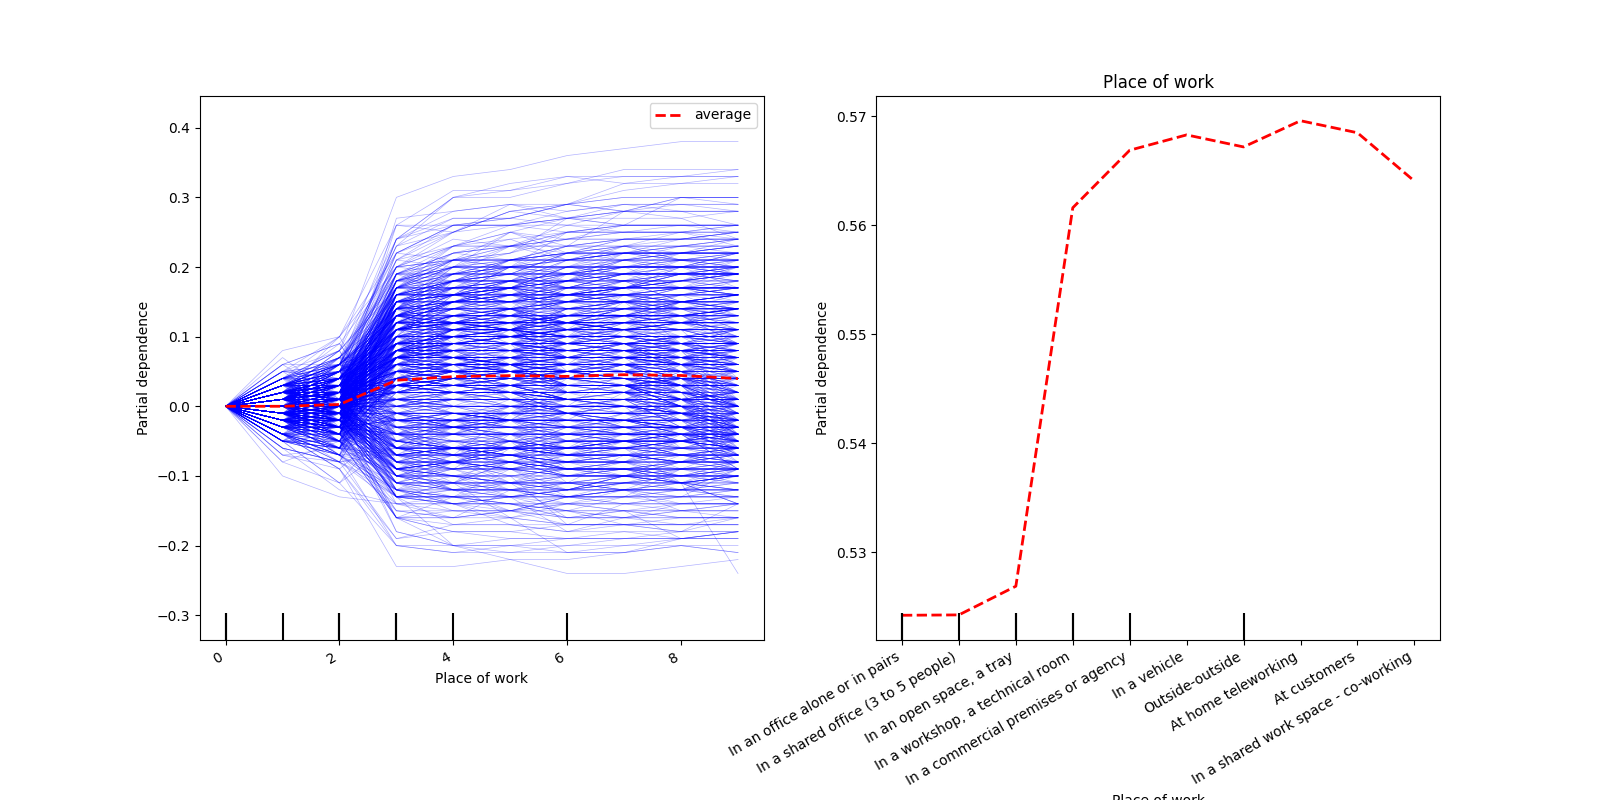 average
0.4
0.3
0.2
0.1
0.0
−0.1
−0.2
−0.3
Partial dependence
0
2
4
6
8
Place of work
Place of work
0.57
0.56
0.55
0.54
0.53
Partial dependence
In an office alone or in pairs
In a shared office (3 to 5 people)
In an open space, a tray
In a workshop, a technical room
In a commercial premises or agency
In a vehicle
Outside-outside
At home teleworking
At customers
In a shared work space - co-working
Place of work